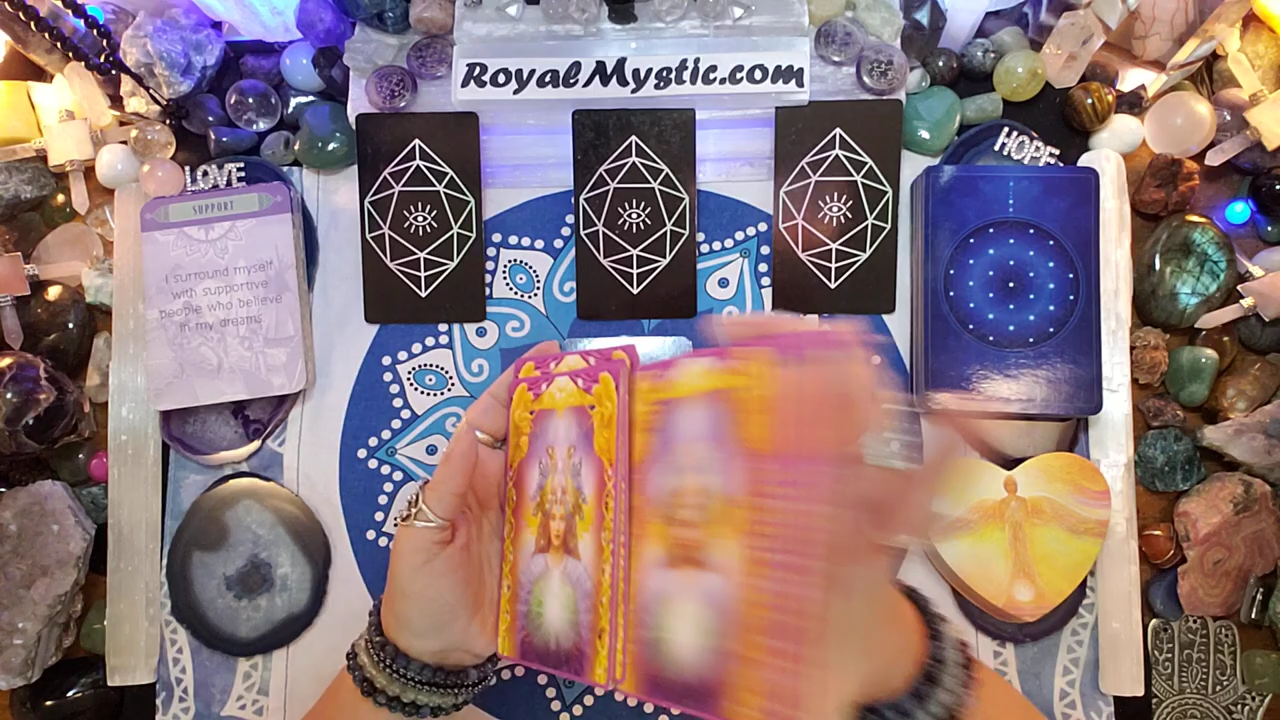 RoyalMystic.com
LOVE
HOPE
SUPPORT
I surround myself
with supportive
people who believe
in my dreams.